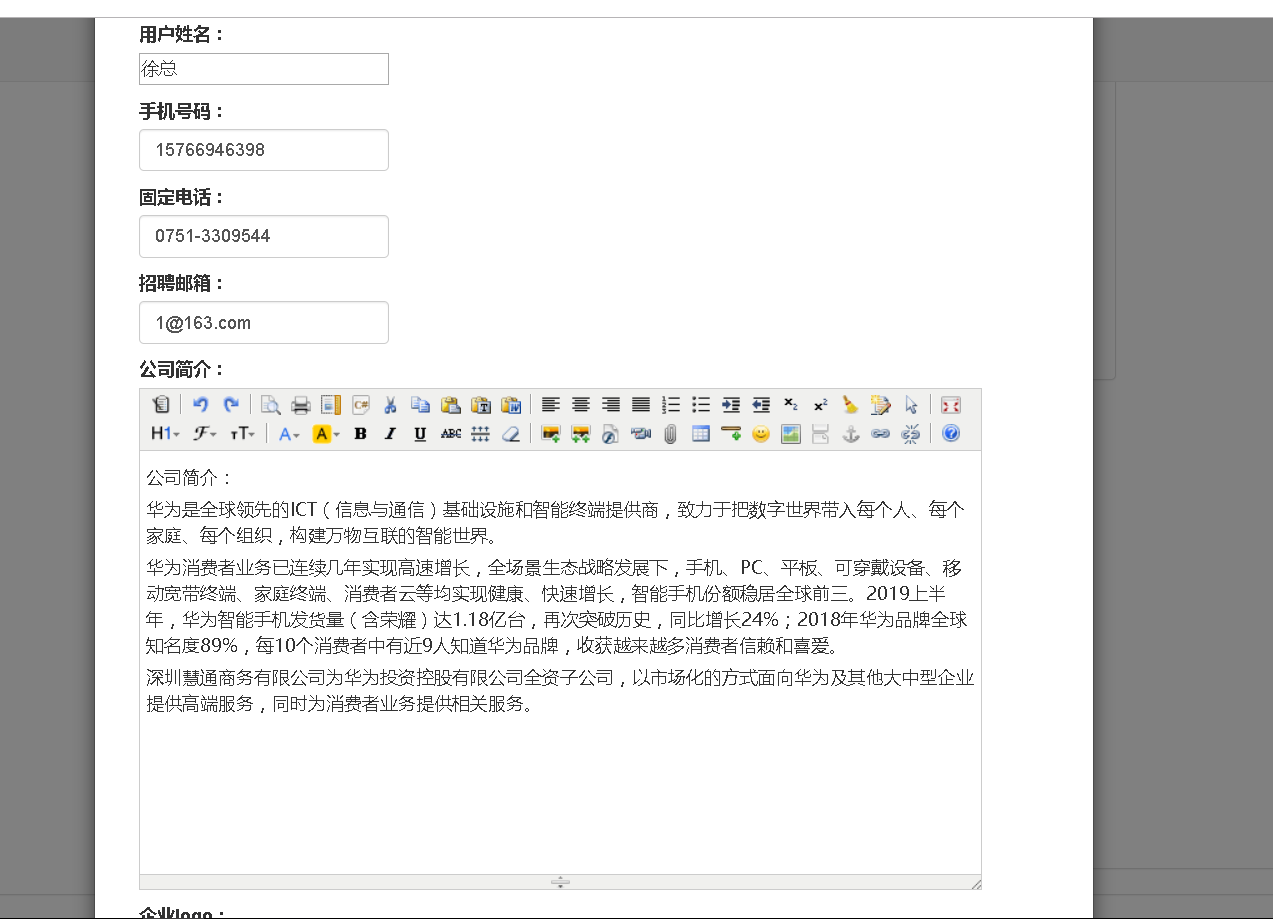 用户姓名：
徐总
手机号码：
15766946398
固定电话：
0751-3309544
招聘邮箱：
1@163.com
公司简介：
H1 F TT A A B I U ABC
公司简介：
华为是全球领先的ICT（信息与通信）基础设施和智能终端提供商，致力于把数字世界带入每个人、每个
家庭、每个组织，构建万物互联的智能世界。
华为消费者业务已连续几年实现高速增长，全场景生态战略发展下，手机、PC、平板、可穿戴设备、移
动宽带终端、家庭终端、消费者云等均实现健康、快速增长，智能手机份额稳居全球前三。2019上半
年，华为智能手机发货量（含荣耀）达1.18亿台，再次突破历史，同比增长24%；2018年华为品牌全球
知名度89%，每10个消费者中有近9人知道华为品牌，收获越来越多消费者信赖和喜爱。
深圳慧通商务有限公司为华为投资控股有限公司全资子公司，以市场化的方式面向华为及其他大中型企业
提供高端服务，同时为消费者业务提供相关服务。
企业logo：